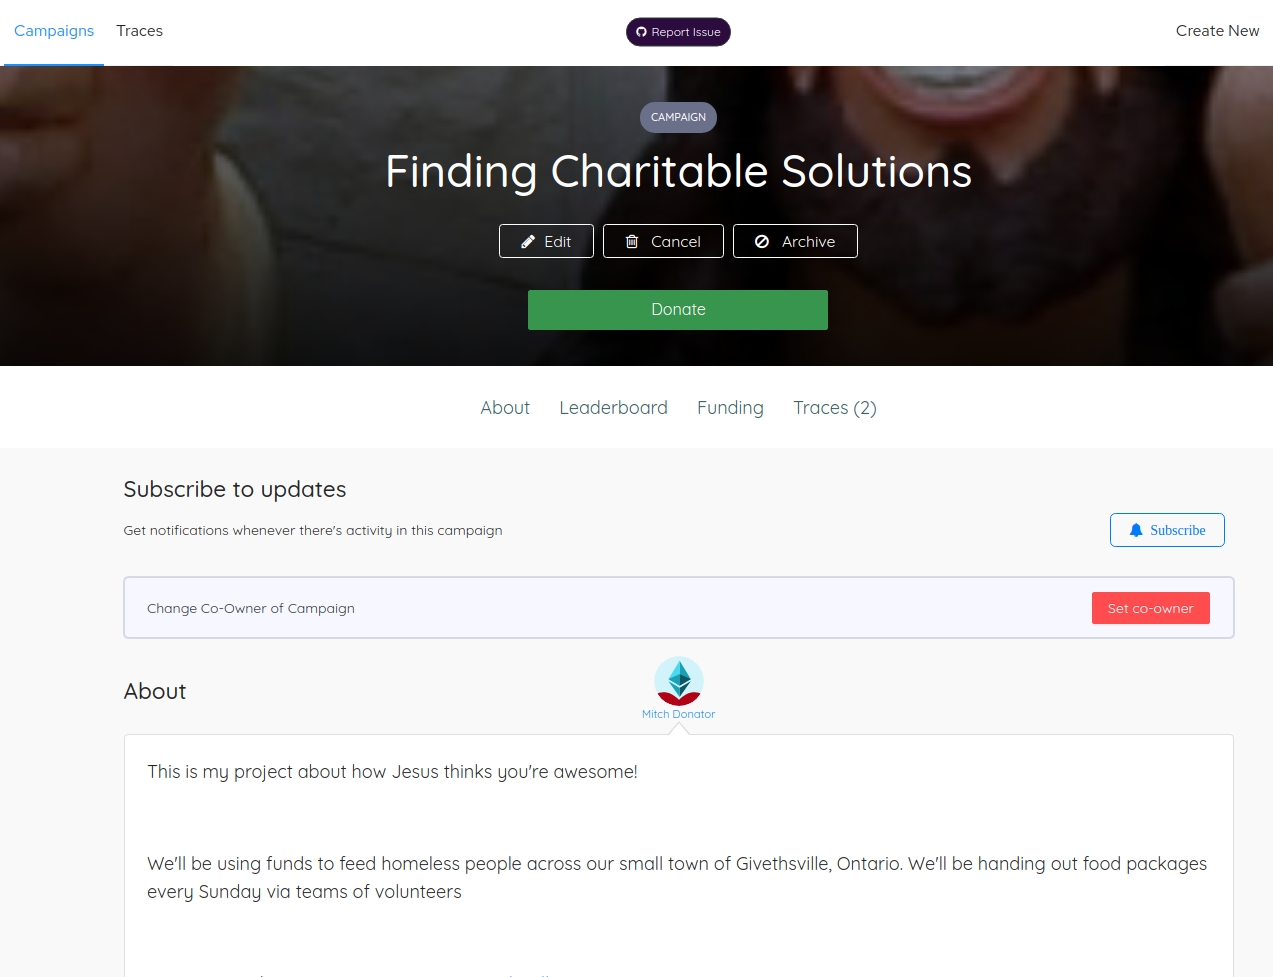 Campaigns Traces Report Issue Create New
CAMPAIGN
Finding Charitable Solutions
Edit Cancel Archive
Donate
About Leaderboard Funding Traces (2)
Subscribe to updates
Get notifications whenever there's activity in this campaign
Subscribe
Change Co-Owner of Campaign Set co-owner
About
Mitch Donator
This is my project about how Jesus thinks you're awesome!
We'll be using funds to feed homeless people across our small town of Givethsville, Ontario. We'll be handing out food packages
every Sunday via teams of volunteers